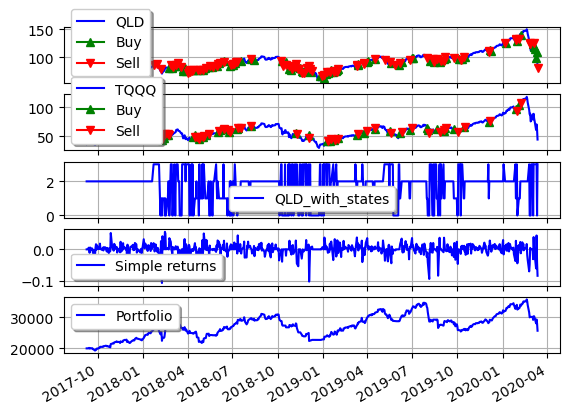 QLD
Buy
Sell
150
100
TQQQ
Buy
Sell
100
50
QLD_with_states
2
0
Simple returns
0.0
−0.1
Portfolio
30000
20000
2017-10
2018-01
2018-04
2018-07
2018-10
2019-01
2019-04
2019-07
2019-10
2020-01
2020-04